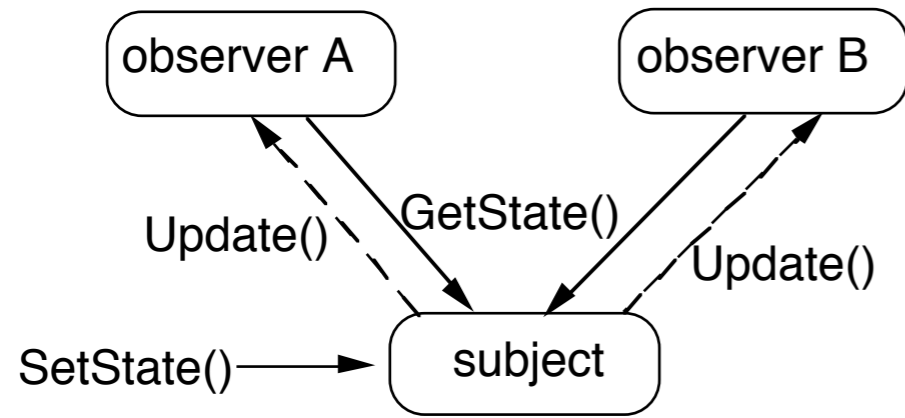 observer A
observer B
GetState()
Update()
Update()
subject
SetState()